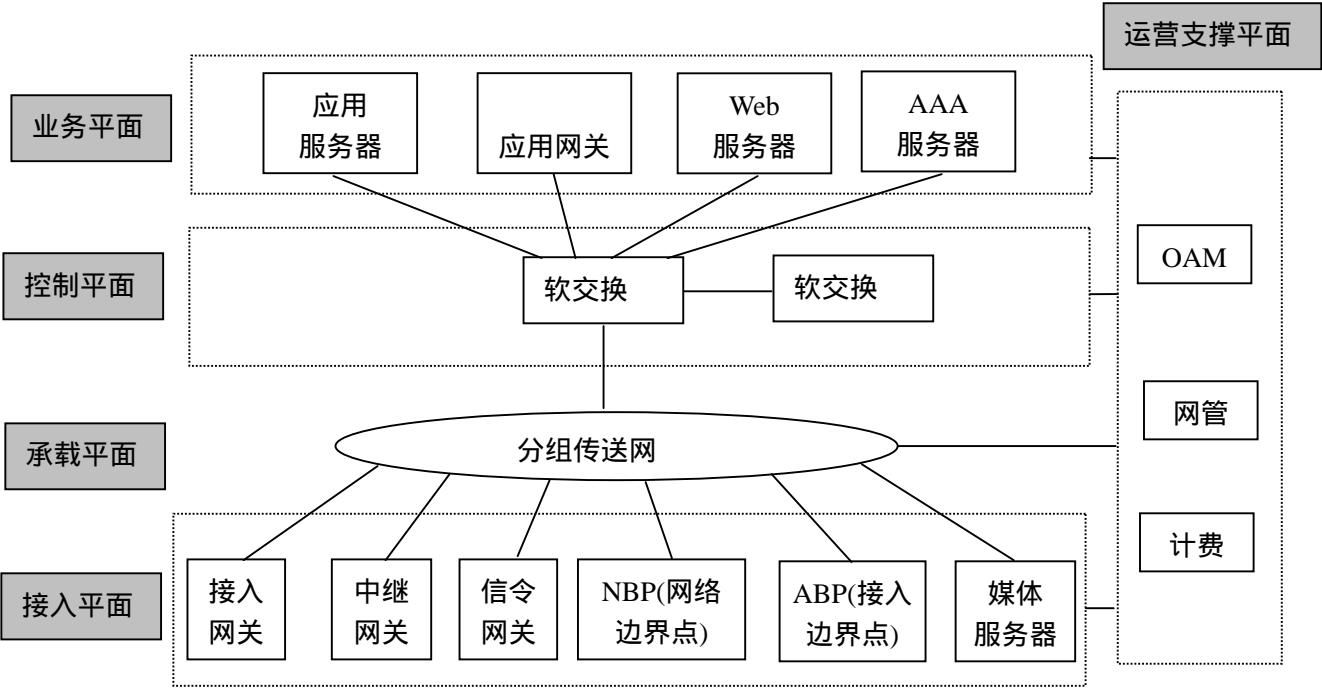 运营支撑平面
业务平面
应用
服务器
应用网关
Web
服务器
AAA
服务器
控制平面
软交换
软交换
OAM
网管
计费
承载平面
分组传送网
接入平面
接入
网关
中继
网关
信令
网关
NBP(网络
边界点)
ABP(接入
边界点)
媒体
服务器